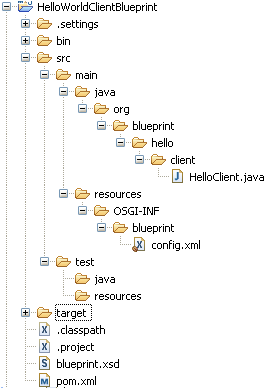 HelloWorldClientBlueprint
.settings
bin
src
main
java
org
blueprint
hello
client
HelloClient.java
resources
OSGI-INF
blueprint
config.xml
test
java
resources
target
.classpath
.project
blueprint.xsd
pom.xml